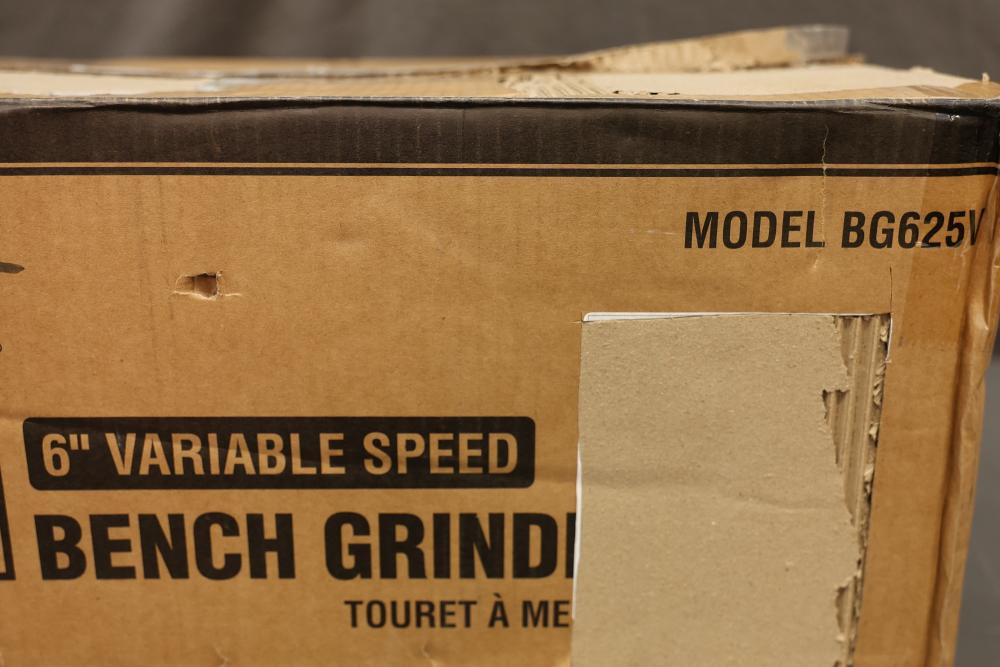 MODEL BG625V
6" VARIABLE SPEED
BENCH GRIND
TOURET À ME